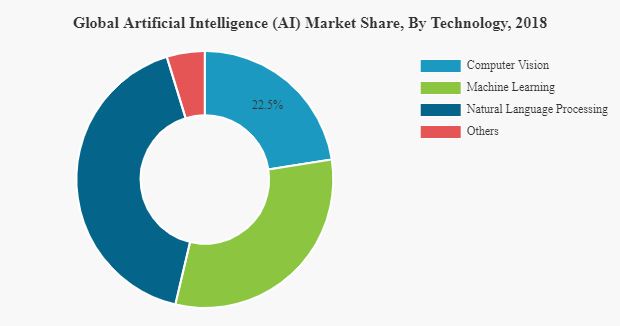 Global Artificial Intelligence (AI) Market Share, By Technology, 2018
Computer Vision
Machine Learning
Natural Language Processing
Others
22.5%